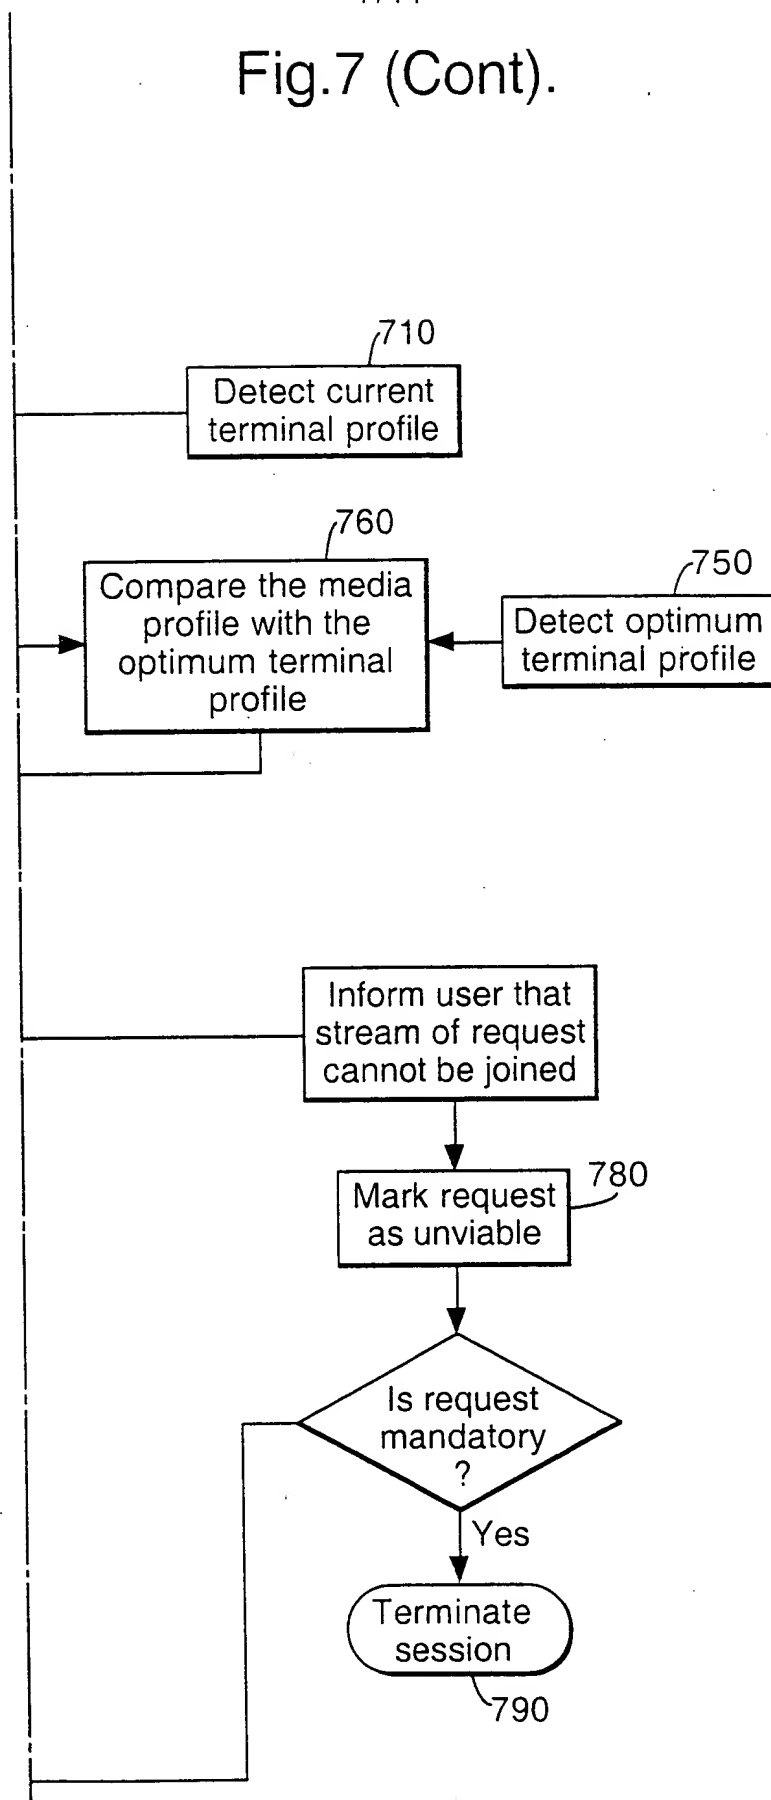 Fig.7 (Cont).
710
Detect current
terminal profile
760
Compare the media
profile with the
optimum terminal
profile
750
Detect optimum
terminal profile
Inform user that
stream of request
cannot be joined
780
Mark request
as unviable
Is request
mandatory
?
Yes
Terminate
session
790